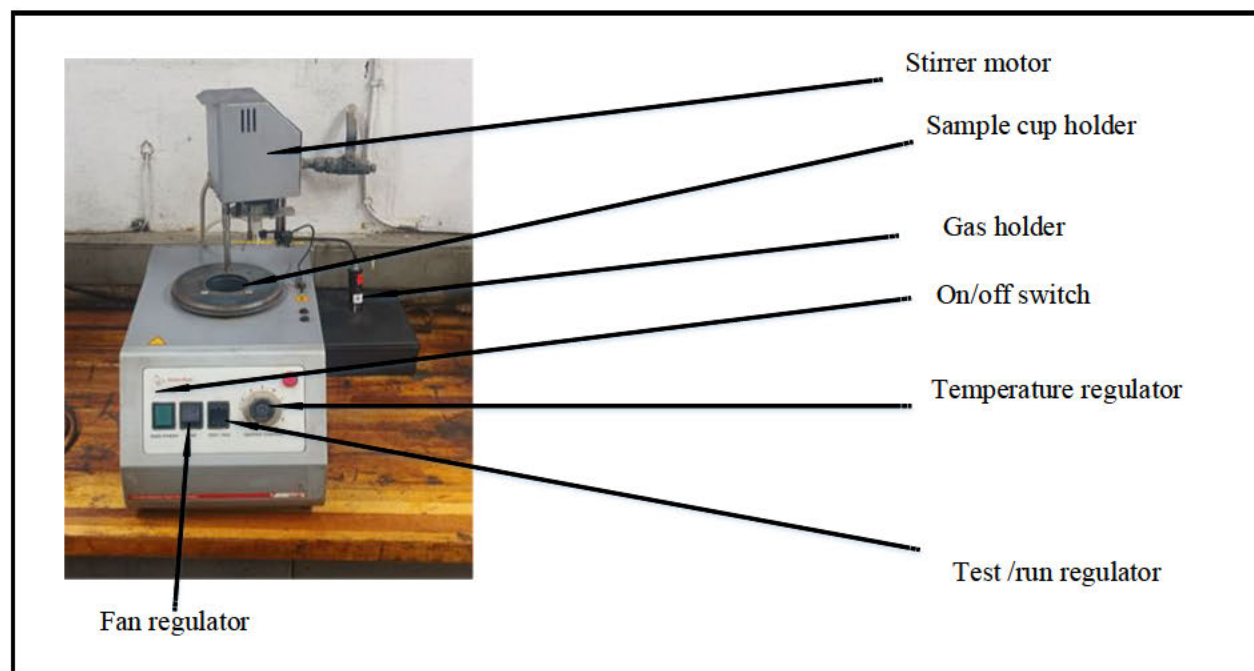 Stirrer motor
Sample cup holder
Gas holder
On/off switch
Temperature regulator
Test /run regulator
Fan regulator